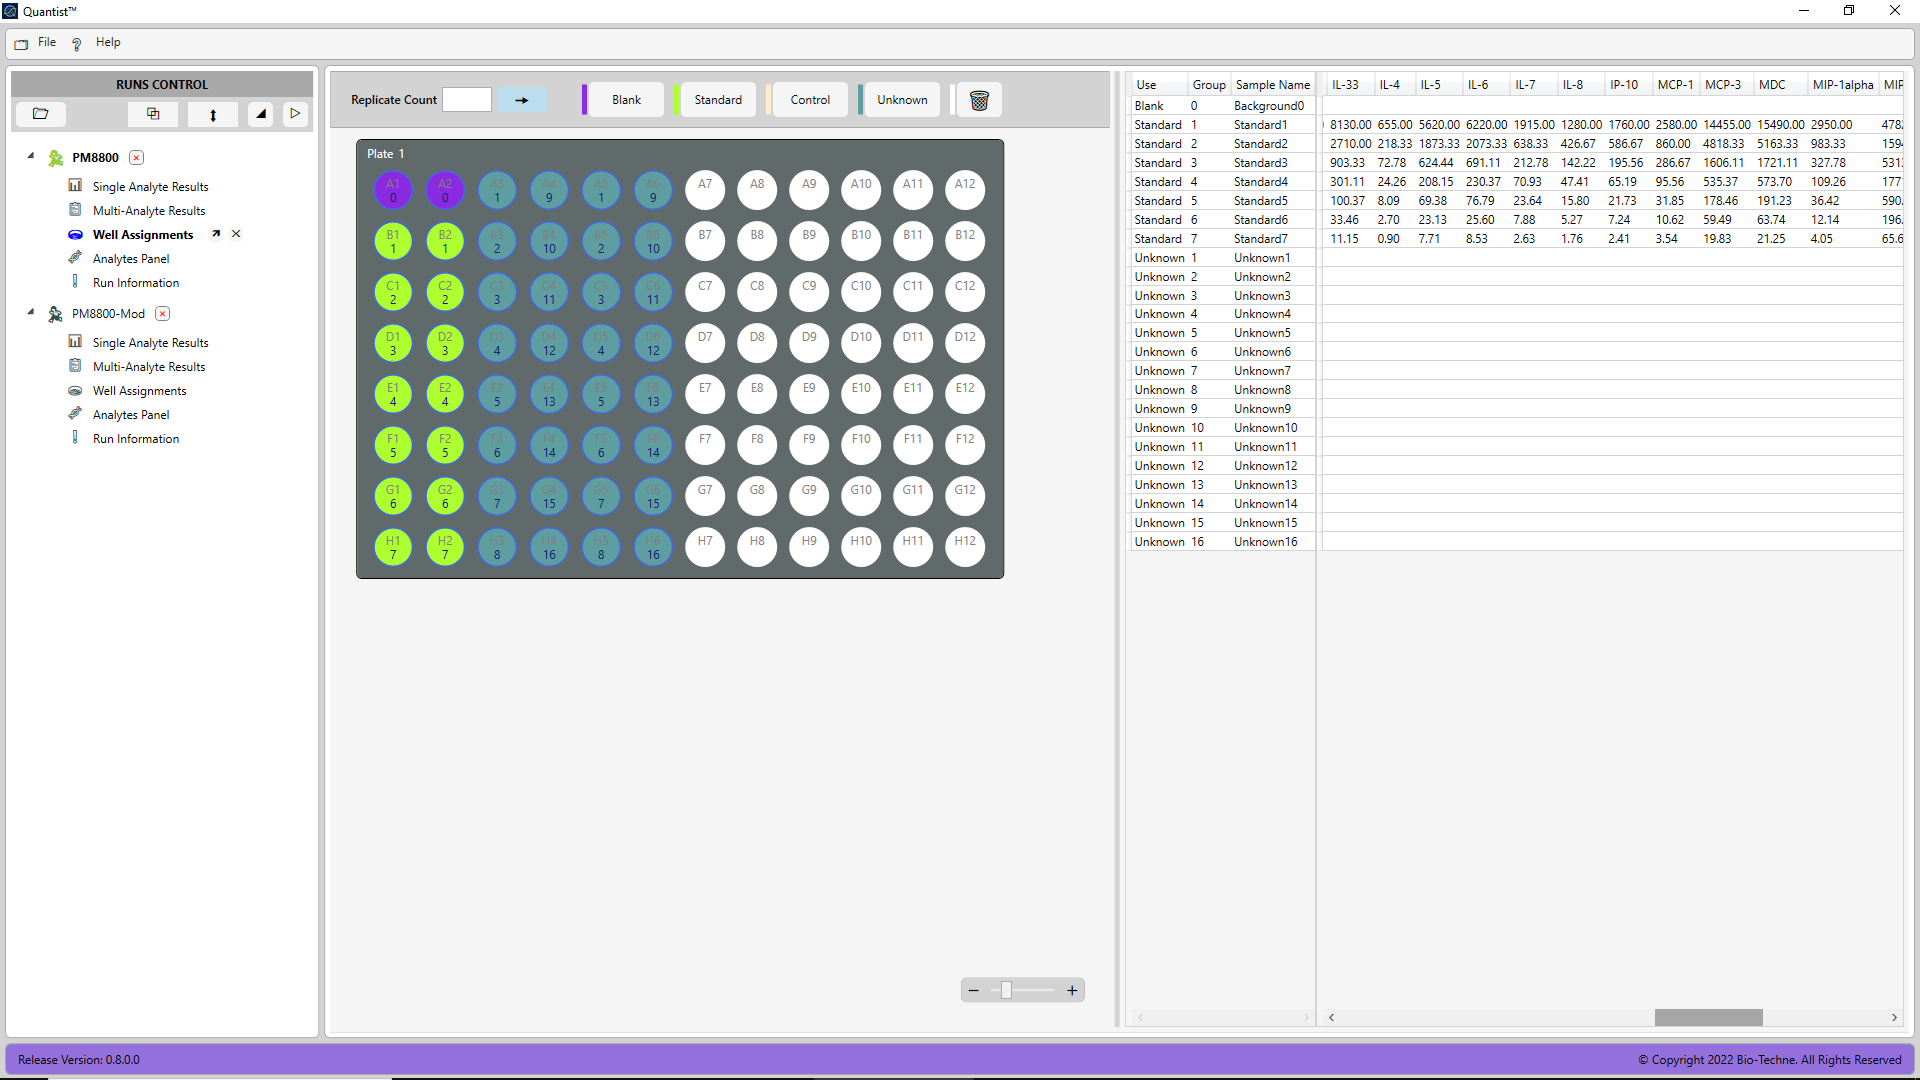 Quantist™
File Help
RUNS CONTROL
PM8800
Single Analyte Results
Multi-Analyte Results
Well Assignments
Analytes Panel
Run Information
PM8800-Mod
Single Analyte Results
Multi-Analyte Results
Well Assignments
Analytes Panel
Run Information
Replicate Count Blank Standard Control Unknown
Plate 1
A1 A2 A3 A4 A5 A6 A7 A8 A9 A10 A11 A12
0 0 1 9 1 9
B1 B2 B3 B4 B5 B6 B7 B8 B9 B10 B11 B12
1 1 2 10 2 10
C1 C2 C3 C4 C5 C6 C7 C8 C9 C10 C11 C12
2 2 3 11 3 11
D1 D2 D3 D4 D5 D6 D7 D8 D9 D10 D11 D12
3 3 4 12 4 12
E1 E2 E3 E4 E5 E6 E7 E8 E9 E10 E11 E12
4 4 5 13 5 13
F1 F2 F3 F4 F5 F6 F7 F8 F9 F10 F11 F12
5 5 6 14 6 14
G1 G2 G3 G4 G5 G6 G7 G8 G9 G10 G11 G12
6 6 7 15 7 15
H1 H2 H3 H4 H5 H6 H7 H8 H9 H10 H11 H12
7 7 8 16 8 16
Use Group Sample Name IL-33 IL-4 IL-5 IL-6 IL-7 IL-8 IP-10 MCP-1 MCP-3 MDC MIP-1alpha MIP
Blank 0 Background0
Standard 1 Standard1 8130.00 655.00 5620.00 6220.00 1915.00 1280.00 1760.00 2580.00 14455.00 15490.00 2950.00 478
Standard 2 Standard2 2710.00 218.33 1873.33 2073.33 638.33 426.67 586.67 860.00 4818.33 5163.33 983.33 159
Standard 3 Standard3 903.33 72.78 624.44 691.11 212.78 142.22 195.56 286.67 1606.11 1721.11 327.78 531
Standard 4 Standard4 301.11 24.26 208.15 230.37 70.93 47.41 65.19 95.56 535.37 573.70 109.26 177
Standard 5 Standard5 100.37 8.09 69.38 76.79 23.64 15.80 21.73 31.85 178.46 191.23 36.42 590.
Standard 6 Standard6 33.46 2.70 23.13 25.60 7.88 5.27 7.24 10.62 59.49 63.74 12.14 196.
Standard 7 Standard7 11.15 0.90 7.71 8.53 2.63 1.76 2.41 3.54 19.83 21.25 4.05 65.6
Unknown 1 Unknown1
Unknown 2 Unknown2
Unknown 3 Unknown3
Unknown 4 Unknown4
Unknown 5 Unknown5
Unknown 6 Unknown6
Unknown 7 Unknown7
Unknown 8 Unknown8
Unknown 9 Unknown9
Unknown 10 Unknown10
Unknown 11 Unknown11
Unknown 12 Unknown12
Unknown 13 Unknown13
Unknown 14 Unknown14
Unknown 15 Unknown15
Unknown 16 Unknown16
Release Version: 0.8.0.0
© Copyright 2022 Bio-Techne. All Rights Reserved